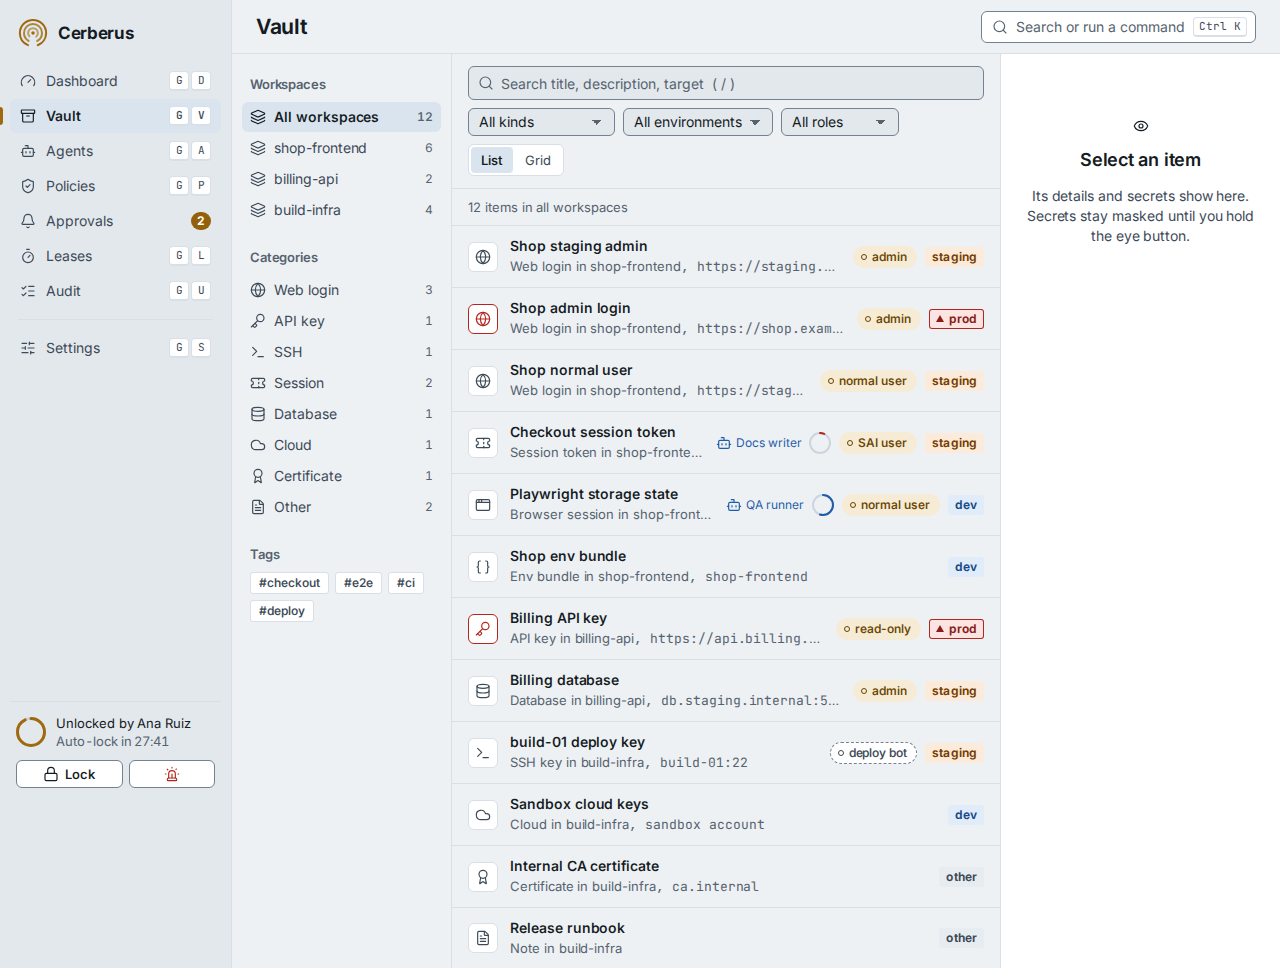 Cerberus
Dashboard G D
Vault G V
Agents G A
Policies G P
Approvals 2
Leases G L
Audit G U
Settings G S
Unlocked by Ana Ruiz
Auto-lock in 27:41
Lock
Vault
Search or run a command Ctrl K
Workspaces
All workspaces 12
shop-frontend 6
billing-api 2
build-infra 4
Categories
Web login 3
API key 1
SSH 1
Session 2
Database 1
Cloud 1
Certificate 1
Other 2
Tags
#checkout #e2e #ci
#deploy
Search title, description, target (/)
All kinds All environments All roles
List Grid
12 items in all workspaces
Shop staging admin
Web login in shop-frontend, https://staging.… admin staging
Shop admin login
Web login in shop-frontend, https://shop.exam… admin prod
Shop normal user
Web login in shop-frontend, https://stag… normal user staging
Checkout session token
Session token in shop-fronte… Docs writer SAI user staging
Playwright storage state
Browser session in shop-front… QA runner normal user dev
Shop env bundle
Env bundle in shop-frontend, shop-frontend dev
Billing API key
API key in billing-api, https://api.billing.… read-only prod
Billing database
Database in billing-api, db.staging.internal:5… admin staging
build-01 deploy key
SSH key in build-infra, build-01:22 deploy bot staging
Sandbox cloud keys
Cloud in build-infra, sandbox account dev
Internal CA certificate
Certificate in build-infra, ca.internal other
Release runbook
Note in build-infra other
Select an item
Its details and secrets show here.
Secrets stay masked until you hold
the eye button.